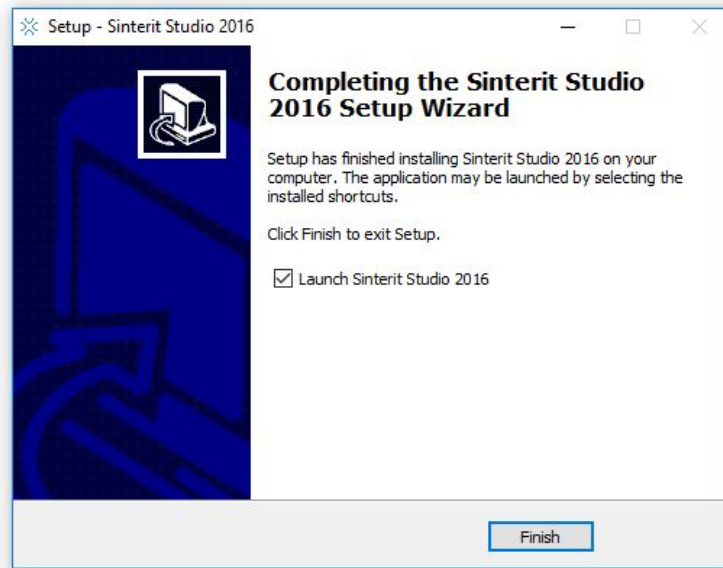 Setup - Sinterit Studio 2016
Completing the Sinterit Studio
2016 Setup Wizard
Setup has finished installing Sinterit Studio 2016 on your
computer. The application may be launched by selecting the
installed shortcuts.
Click Finish to exit Setup.
Launch Sinterit Studio 2016
Finish